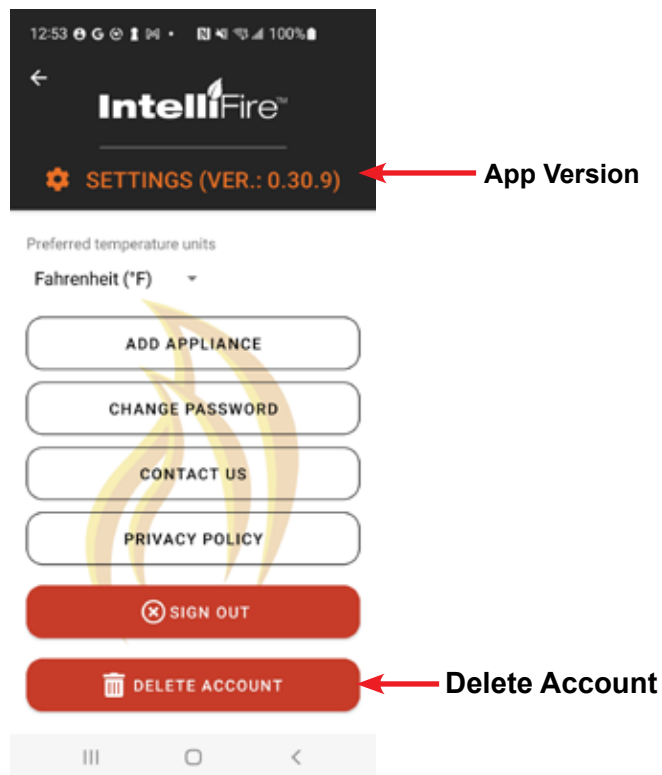 12:53 G 100%
IntelliFire™
SETTINGS (VER.: 0.30.9)
App Version
Preferred temperature units
Fahrenheit (°F)
ADD APPLIANCE
CHANGE PASSWORD
CONTACT US
PRIVACY POLICY
SIGN OUT
DELETE ACCOUNT
Delete Account